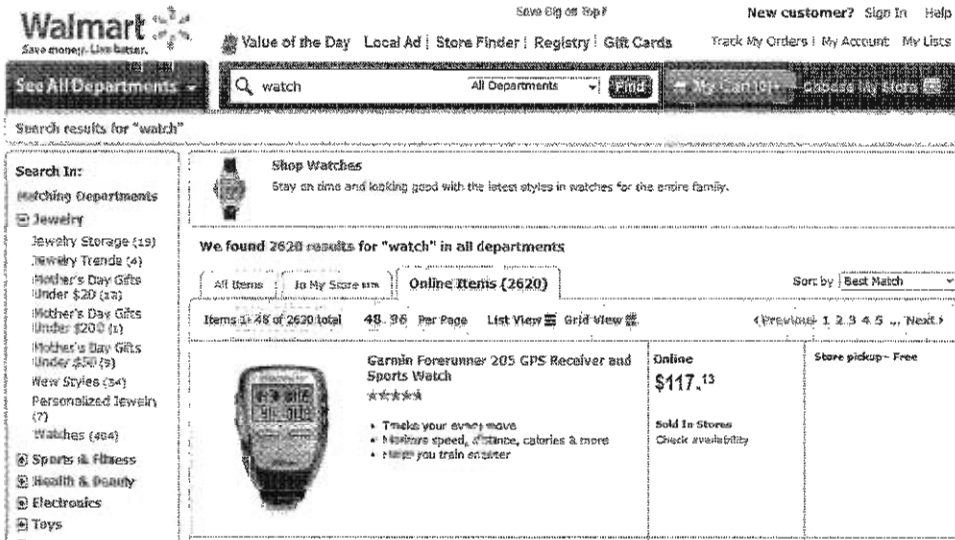 Walmart
Save money. Live better.
Save Big on Top
New customer? Sign In Help
Value of the Day Local Ad Store Finder Registry Gift Cards
Track My Orders My Account My Lists
See All Departments
watch
All Departments
Find
My Cart (0)
Choose My Store
Search results for "watch"
Search In:
Matching Departments
Jewelry
Jewelry Storage (19)
Jewelry Trends (4)
Mother's Day Gifts
Under $20 (13)
Mother's Day Gifts
Under $200 (1)
Mother's Day Gifts
Under $50 (9)
New Styles (34)
Personalized Jewelry
(7)
Watches (404)
Sports & Fitness
Health & Beauty
Electronics
Toys
Shop Watches
Stay on time and looking good with the latest styles in watches for the entire family.
We found 2620 results for "watch" in all departments
All Items
In My Store
Online Items (2620)
Sort by Best Match
Items 1-48 of 2620 total
48 96 Per Page
List View Grid View
Previous 1 2 3 4 5 ... Next
Garmin Forerunner 205 GPS Receiver and
Sports Watch
• Tracks your every move
• Monitors speed, distance, calories & more
• Helps you train smarter
Online
$117.13
Sold In Stores
Check availability
Store pickup - Free